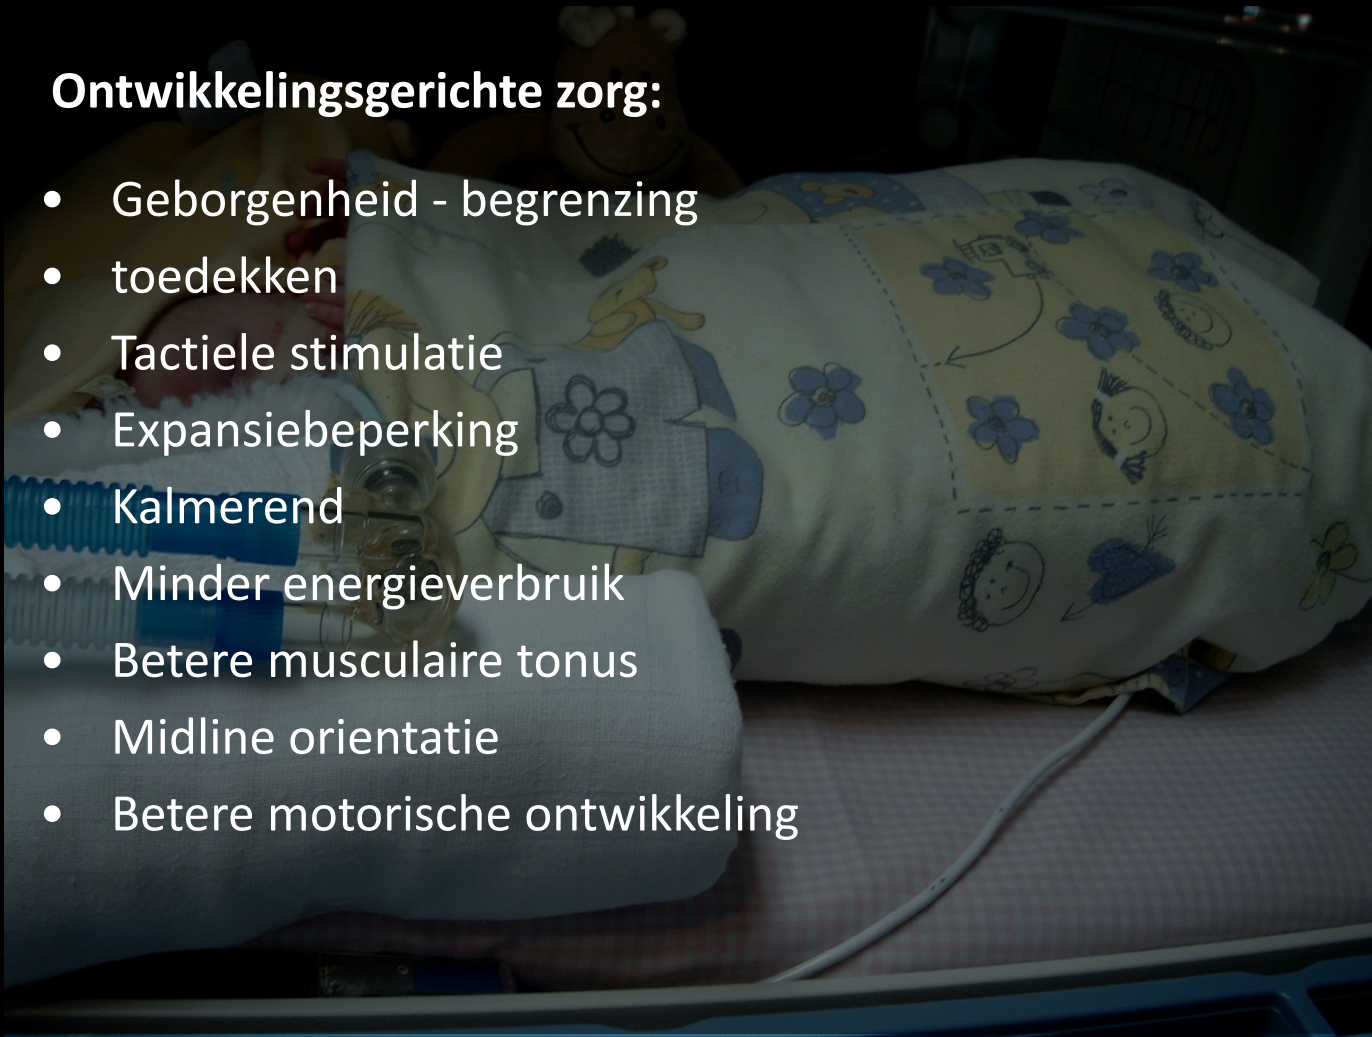 Ontwikkelingsgerichte zorg:
• Geborgenheid - begrenzing
• toedekken
• Tactiele stimulatie
• Expansiebeperking
• Kalmerend
• Minder energieverbruik
• Betere musculaire tonus
• Midline orientatie
• Betere motorische ontwikkeling